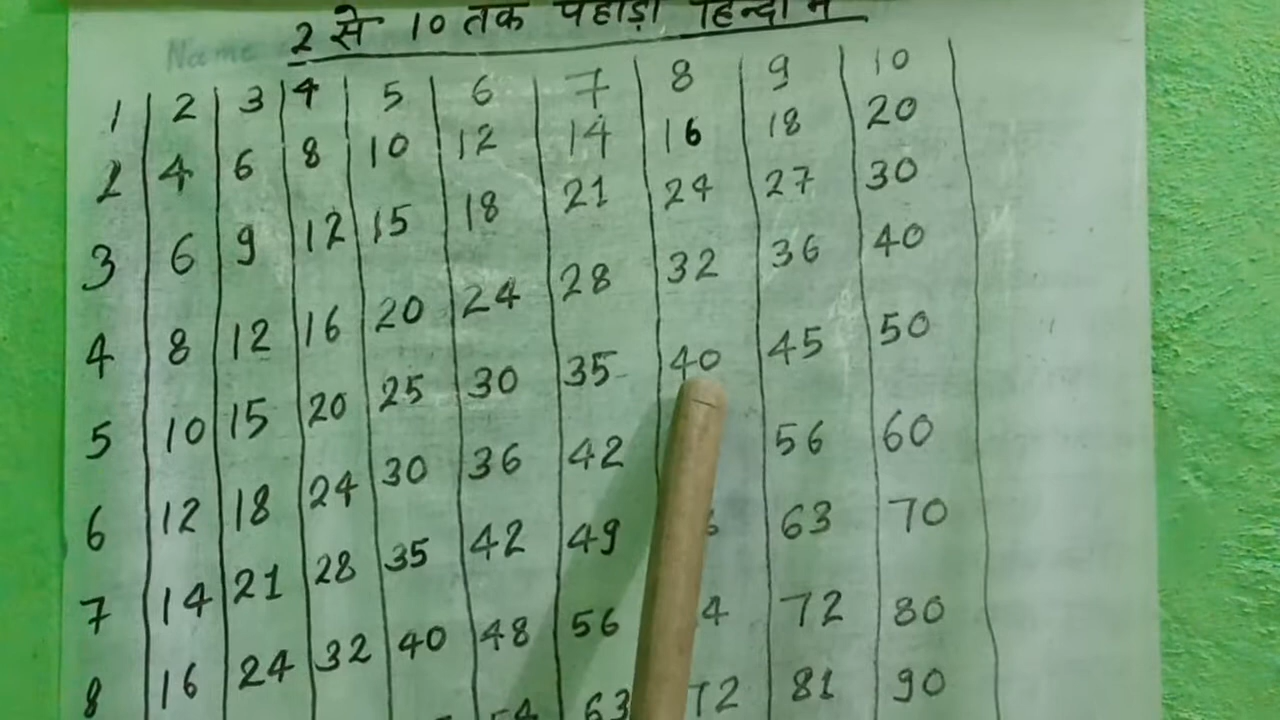 2 से 10 तक पहाड़ा हिन्दी में
1 2 3 4 5 6 7 8 9 10
2 4 6 8 10 12 14 16 18 20
3 6 9 12 15 18 21 24 27 30
4 8 12 16 20 24 28 32 36 40
5 10 15 20 25 30 35 40 45 50
6 12 18 24 30 36 42 56 60
7 14 21 28 35 42 49 63 70
8 16 24 32 40 48 56 72 80
63 72 81 90